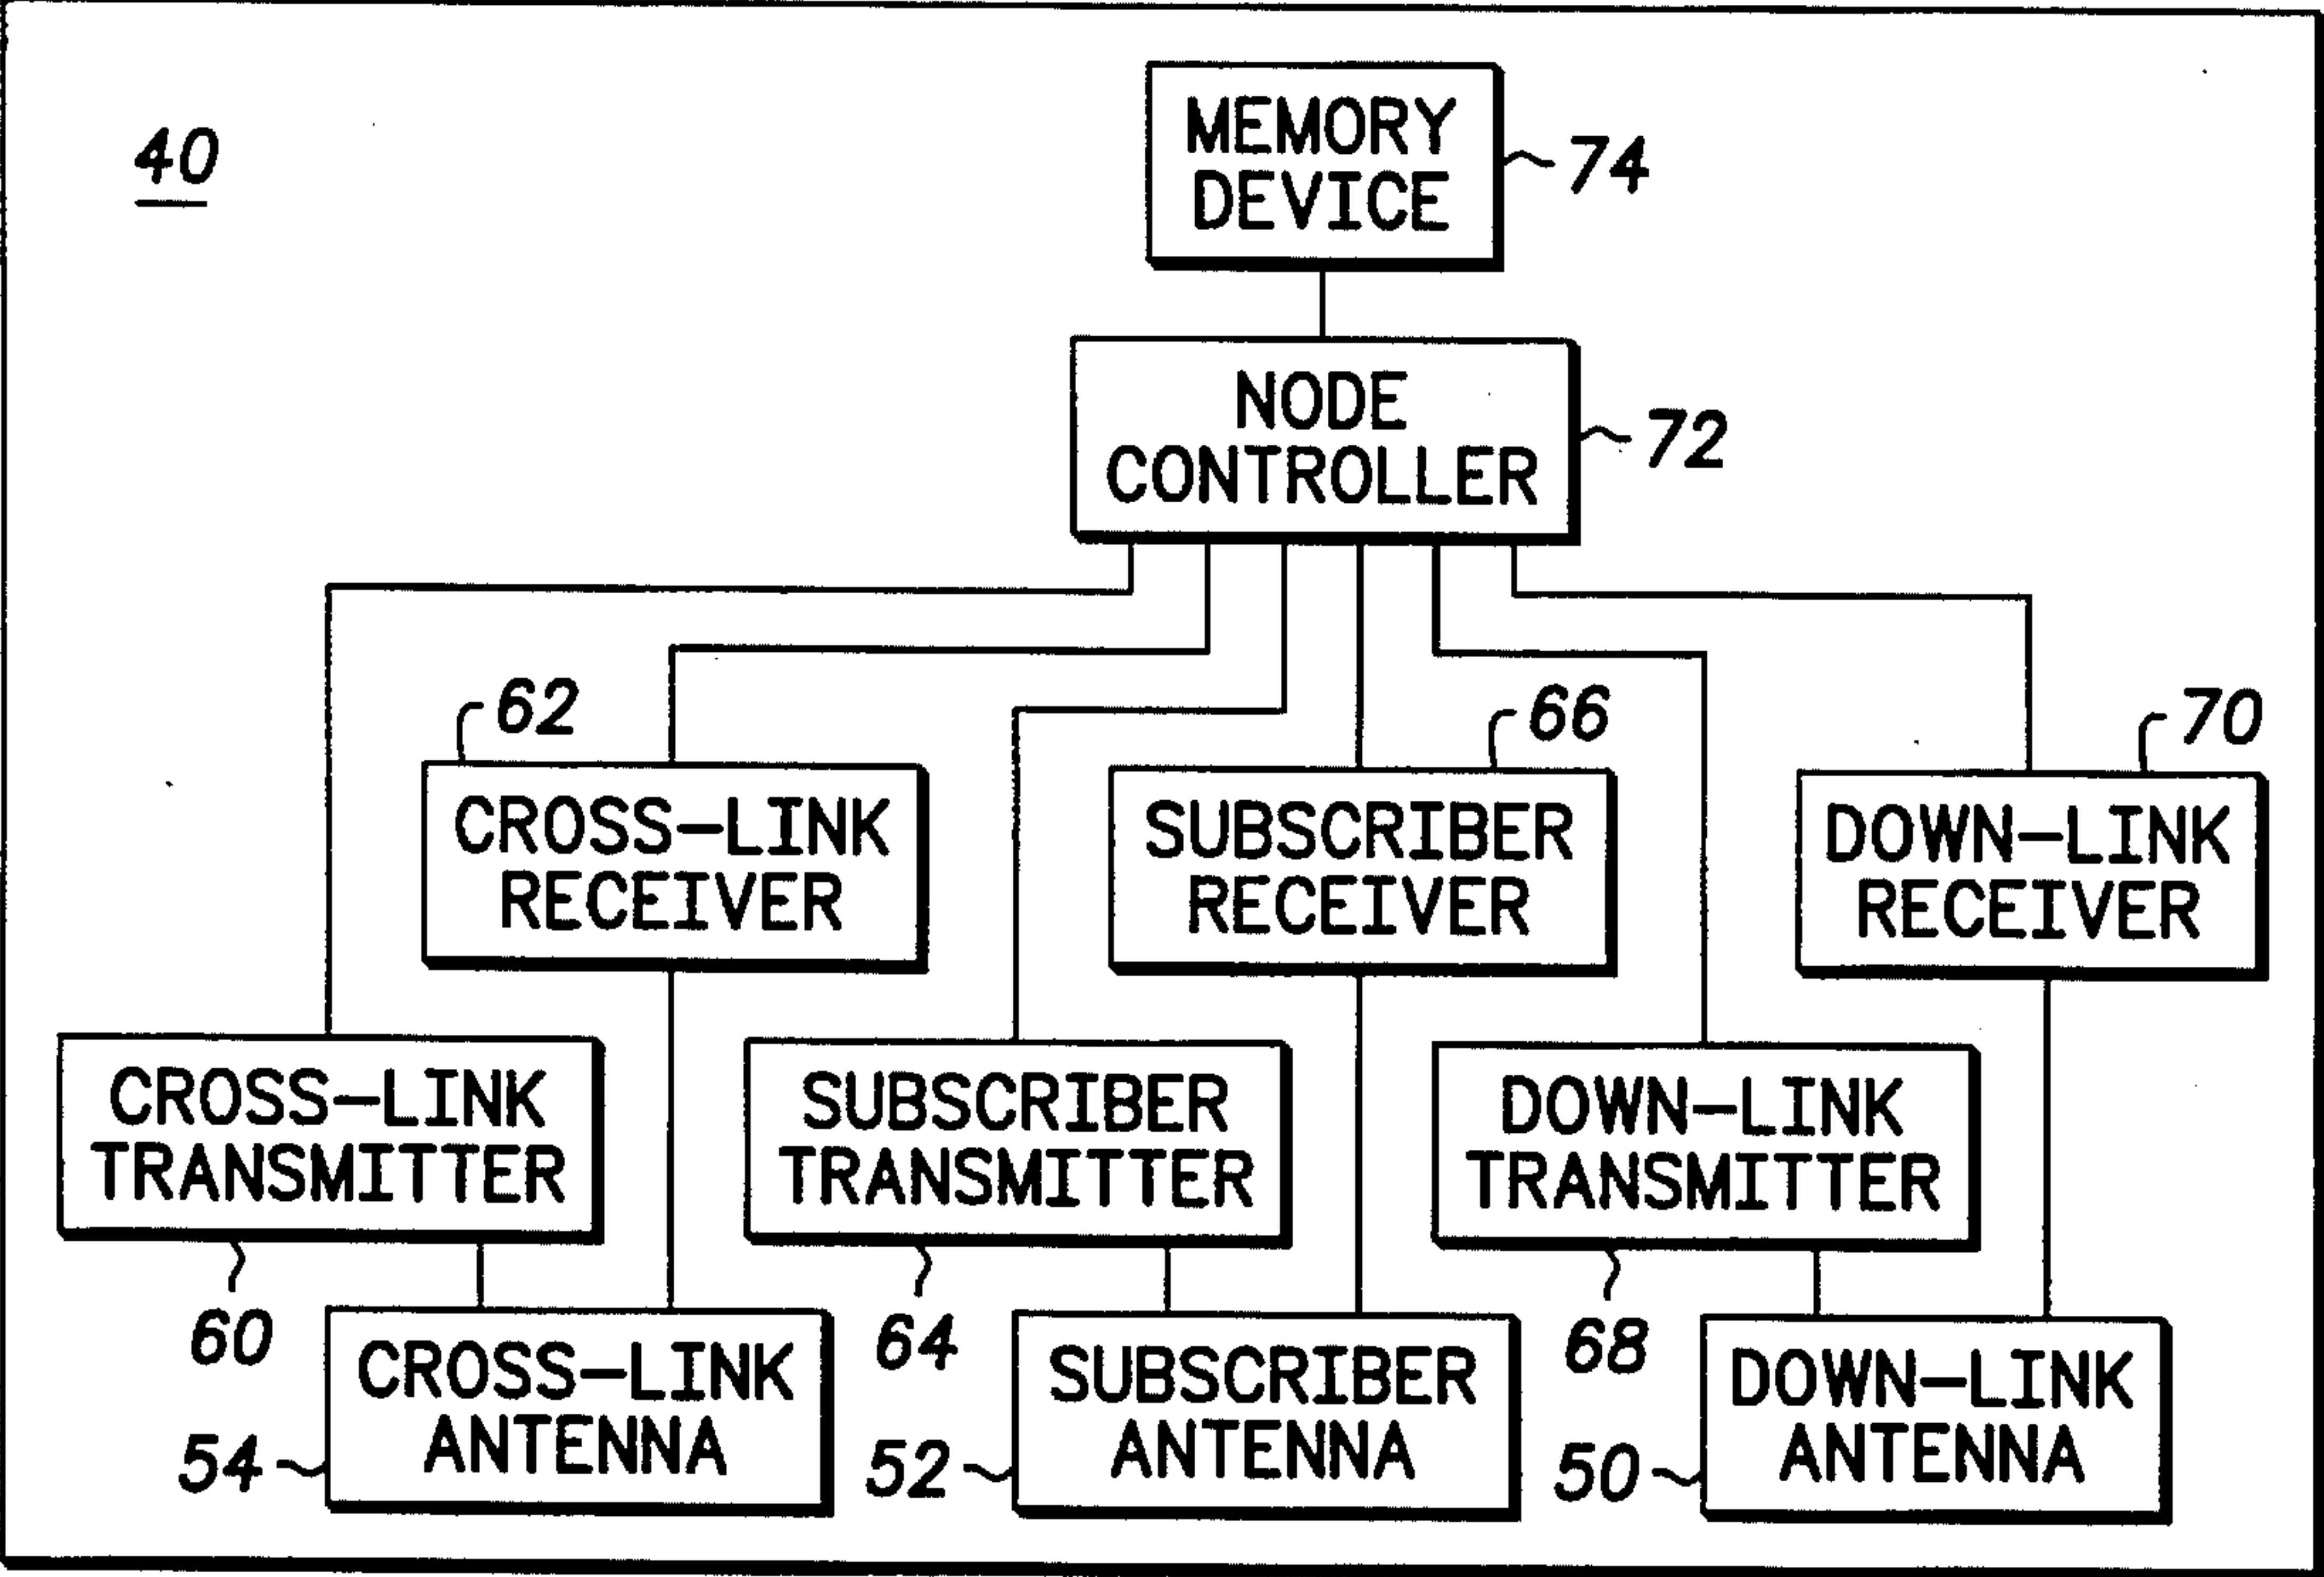 40
MEMORY
DEVICE
74
NODE
CONTROLLER
72
62
66
70
CROSS-LINK
RECEIVER
SUBSCRIBER
RECEIVER
DOWN-LINK
RECEIVER
CROSS-LINK
TRANSMITTER
SUBSCRIBER
TRANSMITTER
DOWN-LINK
TRANSMITTER
60
64
68
CROSS-LINK
ANTENNA
54
SUBSCRIBER
ANTENNA
52
DOWN-LINK
ANTENNA
50